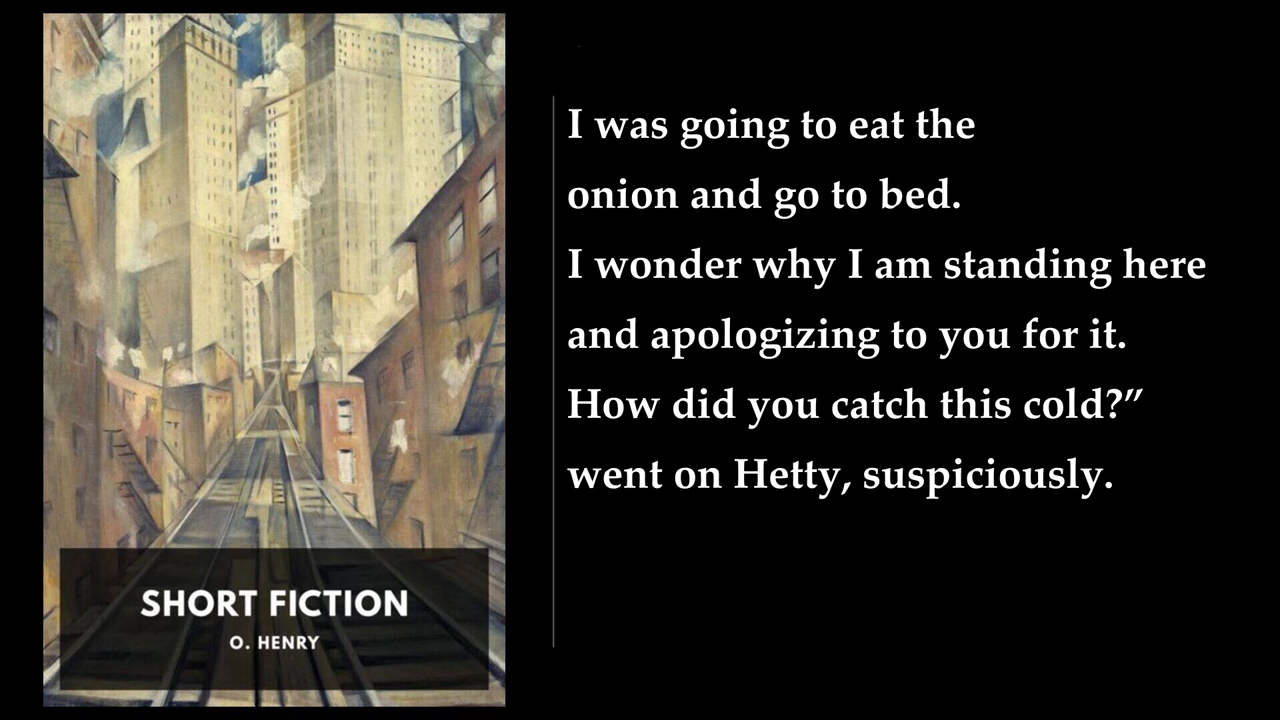 SHORT FICTION
O. HENRY
I was going to eat the
onion and go to bed.
I wonder why I am standing here
and apologizing to you for it.
How did you catch this cold?”
went on Hetty, suspiciously.